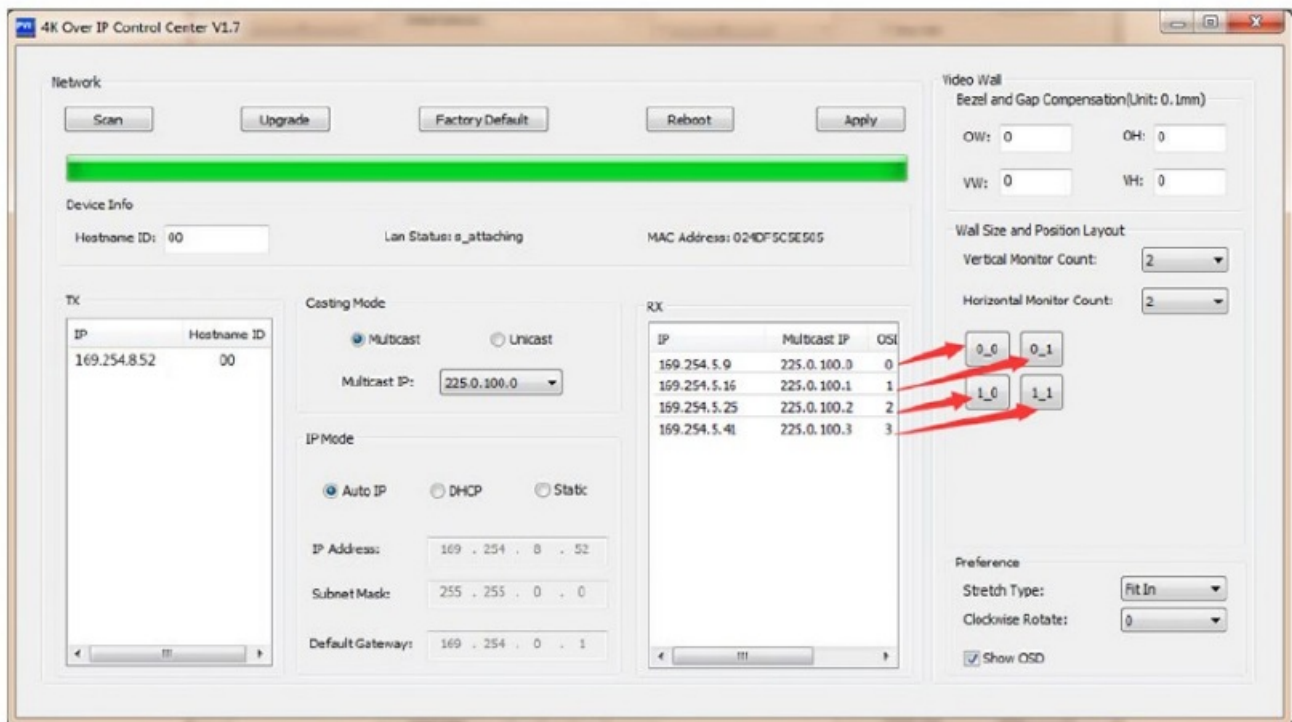 4K Over IP Control Center V1.7
Network
Scan Upgrade Factory Default Reboot Apply
Device Info
Hostname ID: 00 Lan Status: s_attaching MAC Address: 024DF5C5E505
TX
IP Hostname ID
169.254.8.52 00
Casting Mode
Multicast Unicast
Multicast IP: 225.0.100.0
IP Mode
Auto IP DHCP Static
IP Address: 169 . 254 . 8 . 52
Subnet Mask: 255 . 255 . 0 . 0
Default Gateway: 169 . 254 . 0 . 1
RX
IP Multicast IP OSD
169.254.5.9 225.0.100.0 0
169.254.5.16 225.0.100.1 1
169.254.5.25 225.0.100.2 2
169.254.5.41 225.0.100.3 3
Video Wall
Bezel and Gap Compensation(Unit: 0.1mm)
OW: 0 OH: 0
VW: 0 VH: 0
Wall Size and Position Layout
Vertical Monitor Count: 2
Horizontal Monitor Count: 2
0_0 0_1
1_0 1_1
Preference
Stretch Type: Fit In
Clockwise Rotate: 0
Show OSD